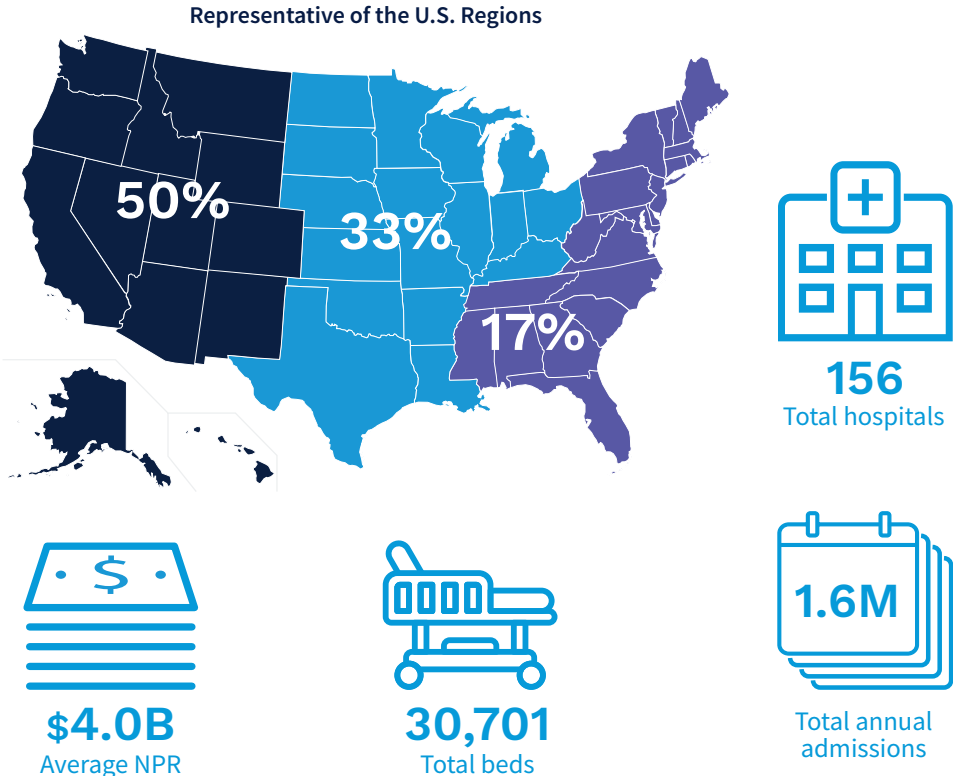 Representative of the U.S. Regions
50%
33%
17%
156
Total hospitals
$4.0B
Average NPR
30,701
Total beds
1.6M
Total annual
admissions